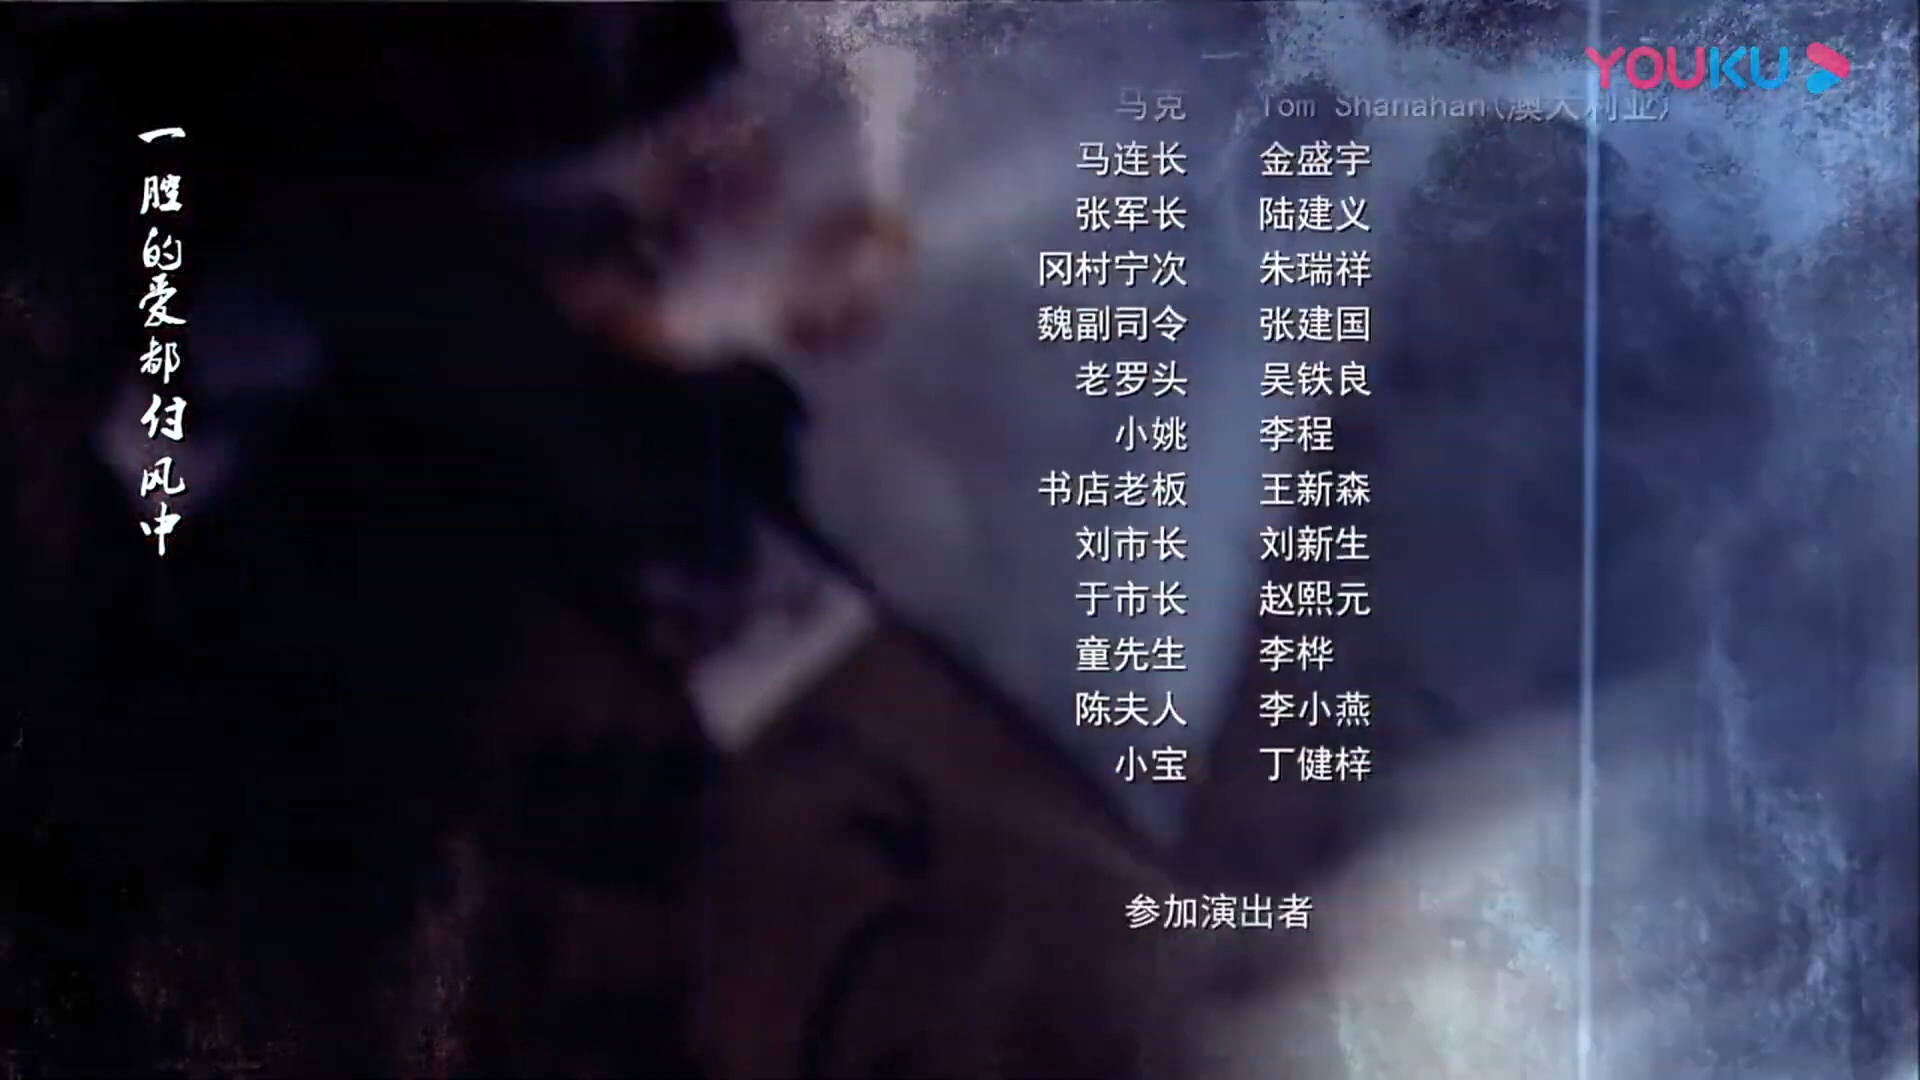 一腔的爱都付风中
YOUKU
马克 Tom Shanahan(澳大利亚)
马连长 金盛宇
张军长 陆建义
冈村宁次 朱瑞祥
魏副司令 张建国
老罗头 吴铁良
小姚 李程
书店老板 王新森
刘市长 刘新生
于市长 赵熙元
童先生 李桦
陈夫人 李小燕
小宝 丁健梓
参加演出者